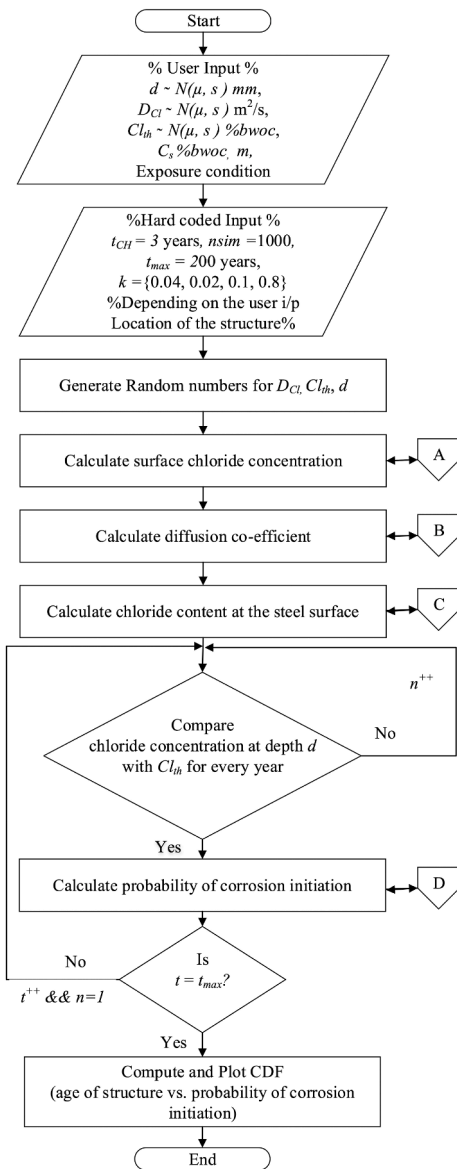 Start
% User Input %
d ~ N(μ, s) mm,
D_Cl ~ N(μ, s) m²/s,
Cl_th ~ N(μ, s) %bwoc,
C_s %bwoc, m,
Exposure condition
%Hard coded Input %
t_CH = 3 years, nsim =1000,
t_max = 200 years,
k = {0.04, 0.02, 0.1, 0.8}
%Depending on the user i/p
Location of the structure%
Generate Random numbers for D_Cl, Cl_th, d
Calculate surface chloride concentration
A
Calculate diffusion co-efficient
B
Calculate chloride content at the steel surface
C
n⁺⁺
Compare
chloride concentration at depth d
with Cl_th for every year
No
Yes
Calculate probability of corrosion initiation
D
Is
t = t_max?
No
t⁺⁺ && n=1
Yes
Compute and Plot CDF
(age of structure vs. probability of corrosion
initiation)
End